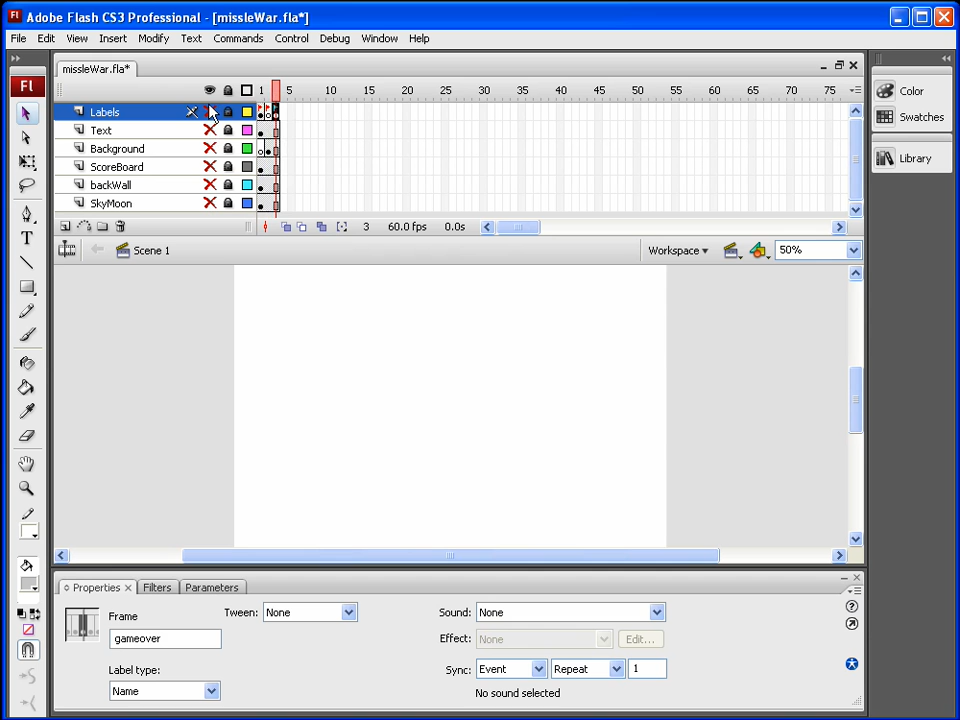 Adobe Flash CS3 Professional - [missleWar.fla*]
File Edit View Insert Modify Text Commands Control Debug Window Help
missleWar.fla*
Fl
1 5 10 15 20 25 30 35 40 45 50 55 60 65 70 75
Labels
Text
Background
ScoreBoard
backWall
SkyMoon
3 60.0 fps 0.0s
Scene 1 Workspace 50%
Color
Swatches
Library
T
Properties Filters Parameters
Frame Tween: None Sound: None
gameover Effect: None Edit...
Label type: Sync: Event Repeat 1
Name No sound selected